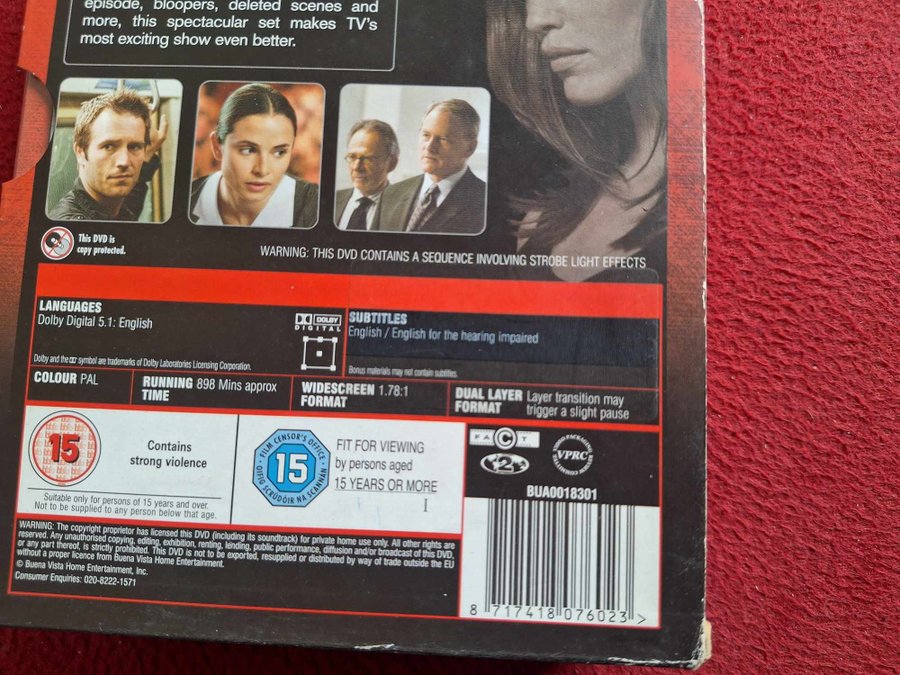 episode, bloopers, deleted scenes and
more, this spectacular set makes TV's
most exciting show even better.
This DVD is
copy protected.
WARNING: THIS DVD CONTAINS A SEQUENCE INVOLVING STROBE LIGHT EFFECTS
LANGUAGES
Dolby Digital 5.1: English
DOLBY
DIGITAL
Dolby and the symbol are trademarks of Dolby Laboratories Licensing Corporation.
SUBTITLES
English / English for the hearing impaired
Bonus materials may not contain subtitles.
COLOUR PAL
RUNNING 898 Mins approx
TIME
WIDESCREEN 1.78:1
FORMAT
DUAL LAYER Layer transition may
FORMAT trigger a slight pause
15
Contains
strong violence
Suitable only for persons of 15 years and over.
Not to be supplied to any person below that age.
FILM CENSOR'S OFFICE
15
OIFIG SCRÚDÓIR NA SCANNÁN
FIT FOR VIEWING
by persons aged
15 YEARS OR MORE
I
FACT
2
VIDEO PACKAGING REVIEW COMMITTEE
VPRC
BUA0018301
WARNING: The copyright proprietor has licensed this DVD (including its soundtrack) for private home use only. All other rights are
reserved. Any unauthorised copying, editing, exhibition, renting, lending, public performance, diffusion and/or broadcast of this DVD,
or any part thereof, is strictly prohibited. This DVD is not to be exported, resupplied or distributed by way of trade outside the EU
without a proper licence from Buena Vista Home Entertainment.
© Buena Vista Home Entertainment, Inc.
Consumer Enquiries: 020-8222-1571
8 717418 076023 >